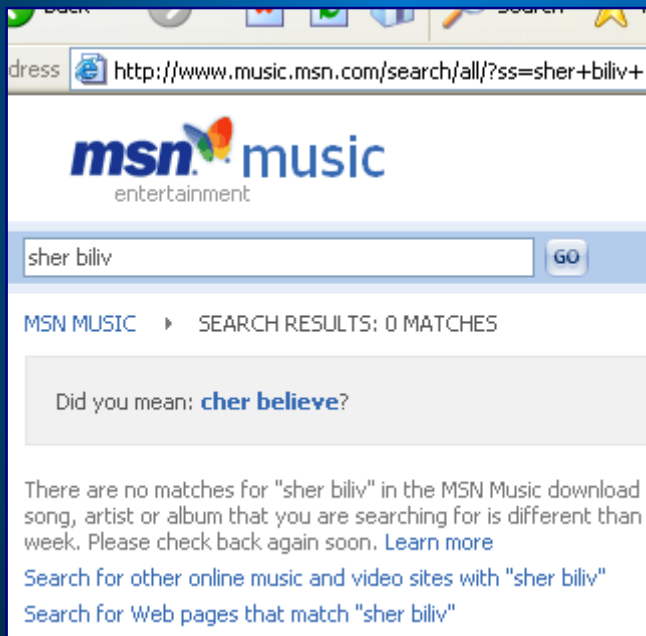 Back Search
dress http://www.music.msn.com/search/all/?ss=sher+biliv+
msn music
entertainment
sher biliv GO
MSN MUSIC SEARCH RESULTS: 0 MATCHES
Did you mean: cher believe?
There are no matches for "sher biliv" in the MSN Music download
song, artist or album that you are searching for is different than
week. Please check back again soon. Learn more
Search for other online music and video sites with "sher biliv"
Search for Web pages that match "sher biliv"